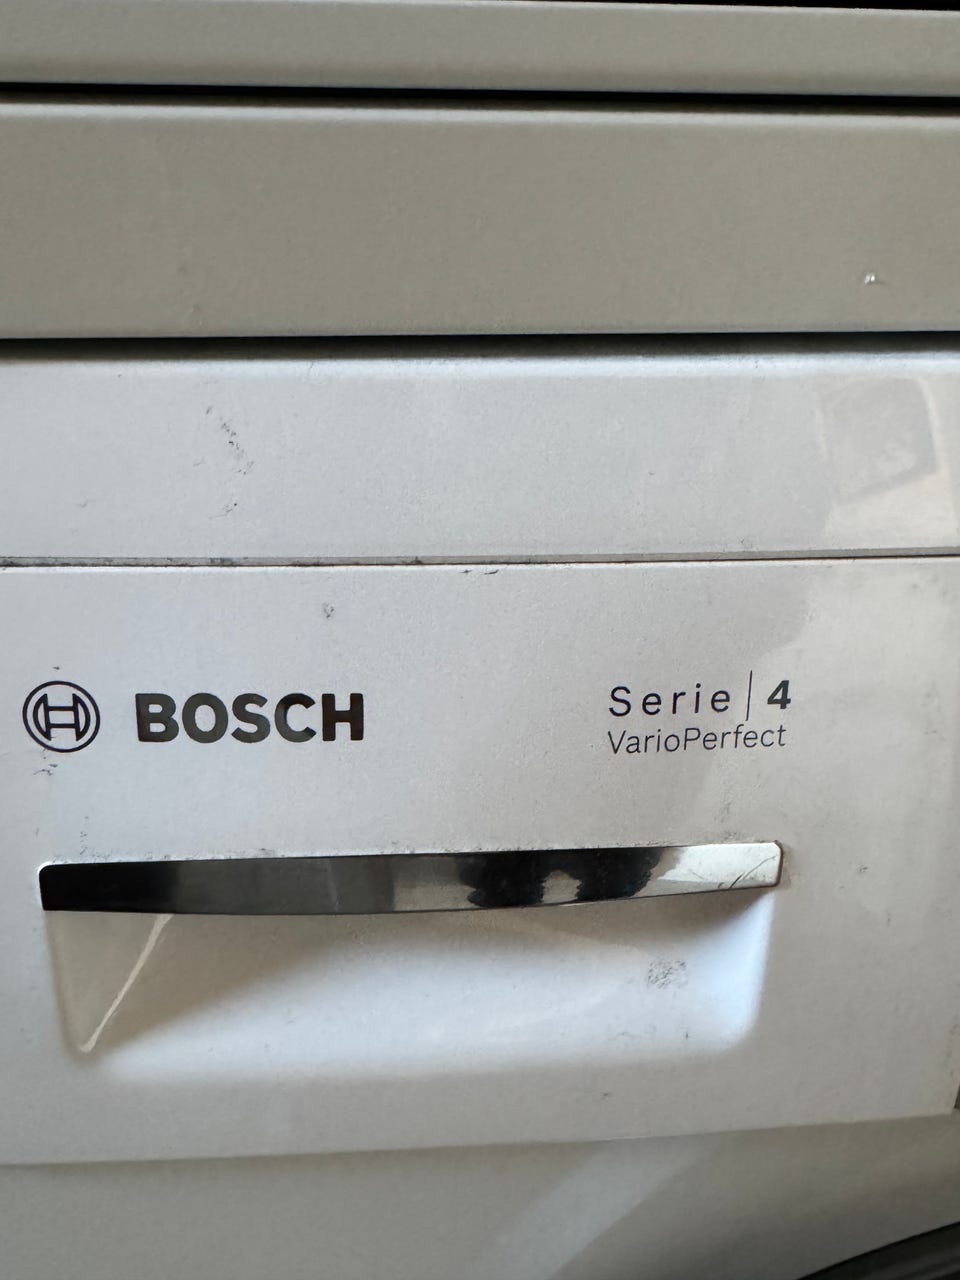 BOSCH
Serie | 4
VarioPerfect